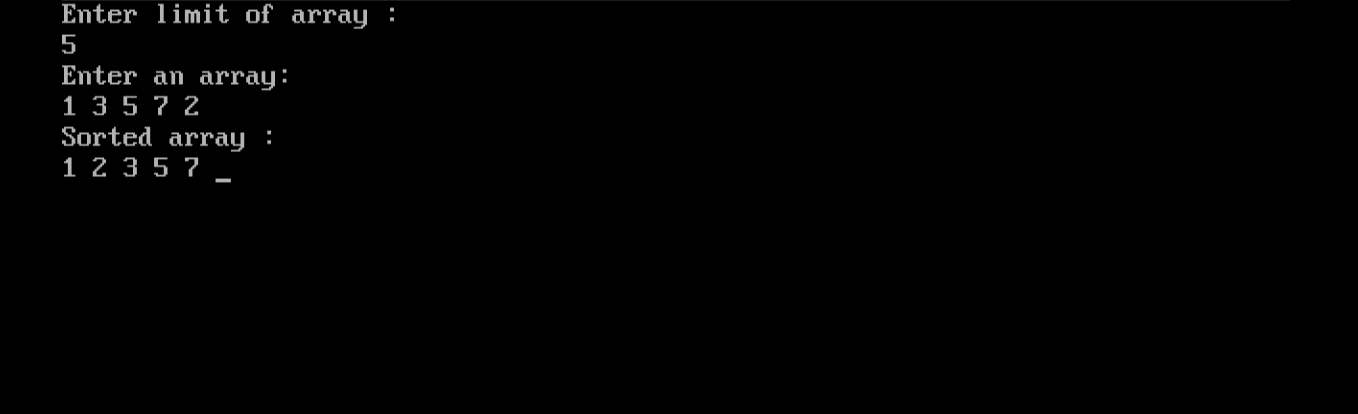 Enter limit of array :
5
Enter an array:
1 3 5 7 2
Sorted array :
1 2 3 5 7 _